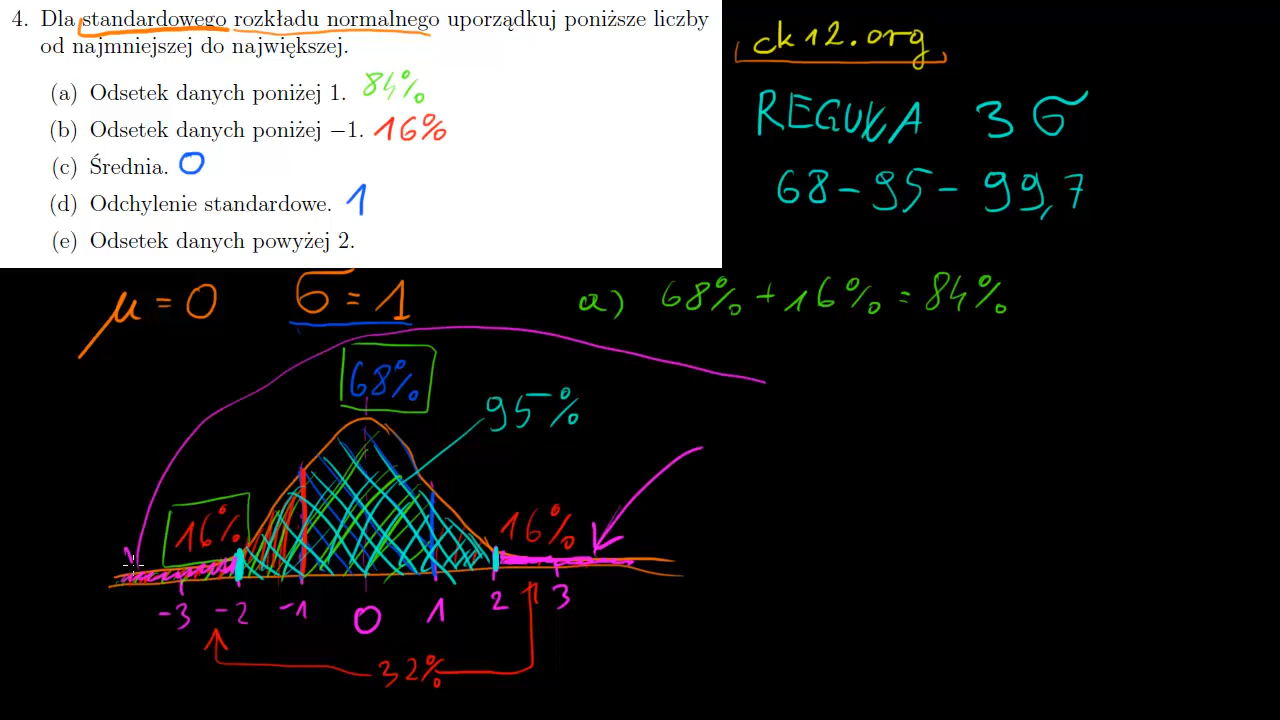 4. Dla standardowego rozkładu normalnego uporządkuj poniższe liczby
od najmniejszej do największej.
(a) Odsetek danych poniżej 1. 84%
(b) Odsetek danych poniżej −1. 16%
(c) Średnia. 0
(d) Odchylenie standardowe. 1
(e) Odsetek danych powyżej 2.
ck12.org
REGUŁA 3σ
68-95-99,7
μ = 0 σ = 1
a) 68% + 16% = 84%
68%
95%
16% 16%
-3 -2 -1 0 1 2 3
32%